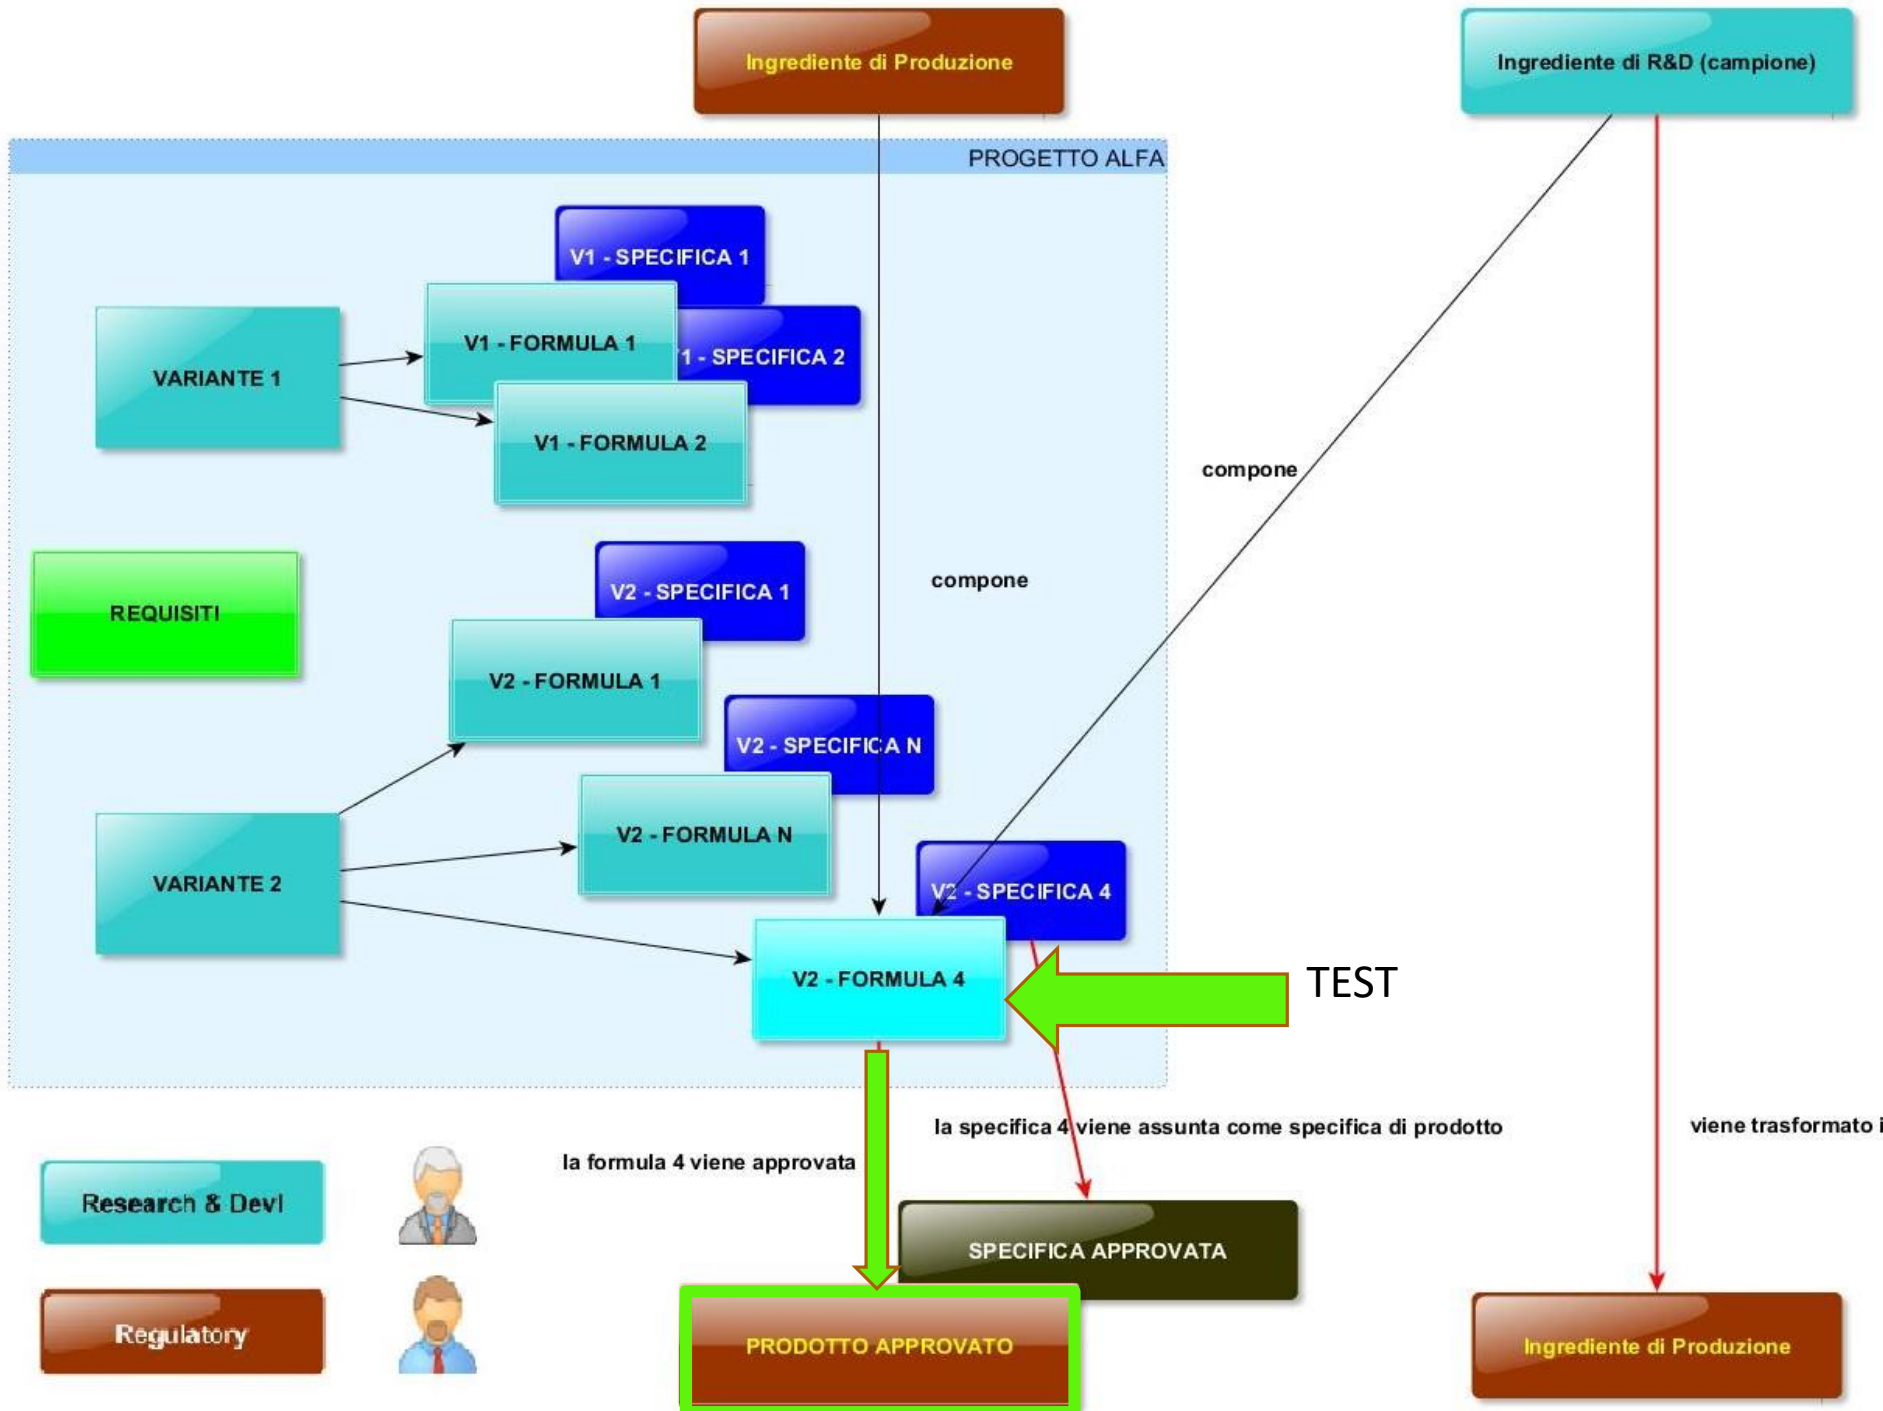 Ingrediente di Produzione
Ingrediente di R&D (campione)
PROGETTO ALFA
V1 - SPECIFICA 1
V1 - FORMULA 1
1 - SPECIFICA 2
VARIANTE 1
V1 - FORMULA 2
compone
compone
V2 - SPECIFICA 1
REQUISITI
V2 - FORMULA 1
V2 - SPECIFICA N
V2 - FORMULA N
VARIANTE 2
V2 - SPECIFICA 4
V2 - FORMULA 4
TEST
la specifica 4 viene assunta come specifica di prodotto
viene trasformato i
la formula 4 viene approvata
Research & Devl
SPECIFICA APPROVATA
Regulatory
PRODOTTO APPROVATO
Ingrediente di Produzione